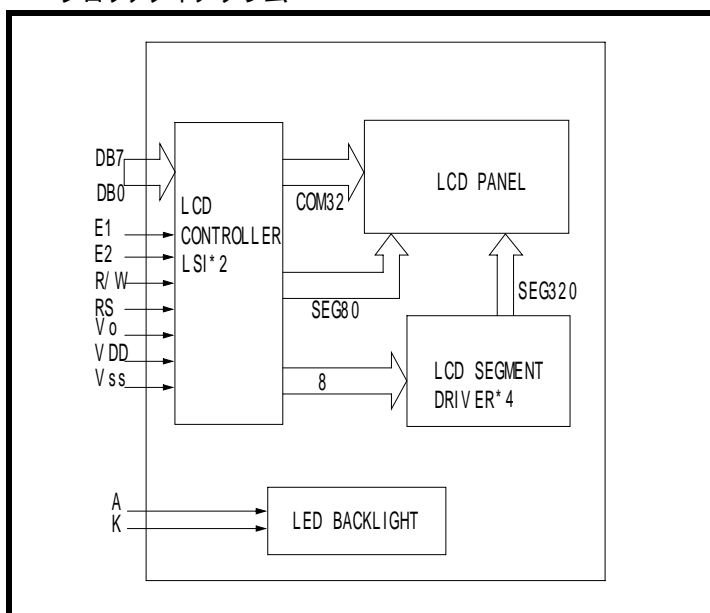 DB7
DB0
E1
E2
R/W
RS
Vo
VDD
Vss
LCD
CONTROLLER
LSI*2
COM32
SEG80
8
LCD PANEL
SEG320
LCD SEGMENT
DRIVER*4
A
K
LED BACKLIGHT